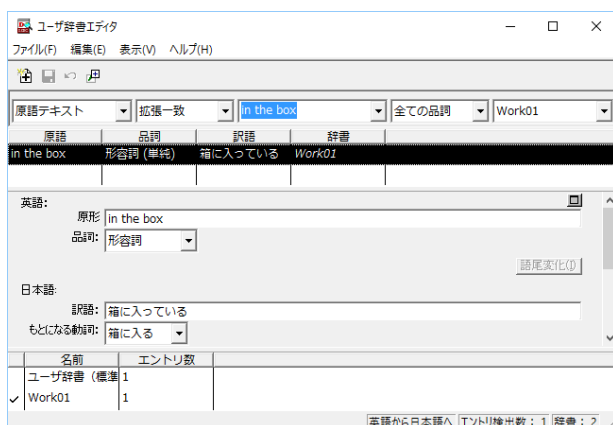 ユーザ辞書エディタ
ファイル(F) 編集(E) 表示(V) ヘルプ(H)
原語テキスト 拡張一致 in the box 全ての品詞 Work01
原語 品詞 訳語 辞書
in the box 形容詞 (単純) 箱に入っている Work01
英語:
原形 in the box
品詞: 形容詞
語尾変化(I)
日本語:
訳語: 箱に入っている
もとになる動詞: 箱に入る
名前 エントリ数
ユーザ辞書（標準 1
Work01 1
英語から日本語へ エントリ検出数： 1 辞書： 2